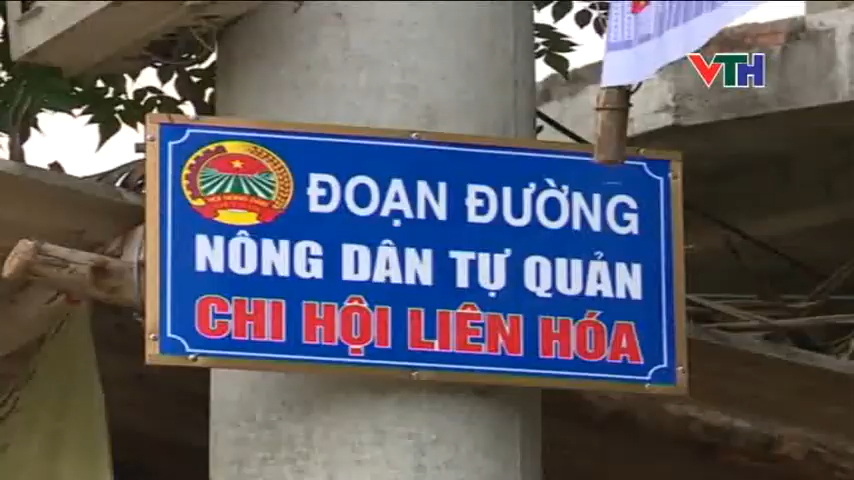 VTH
ĐOẠN ĐƯỜNG
NÔNG DÂN TỰ QUẢN
CHI HỘI LIÊN HÓA